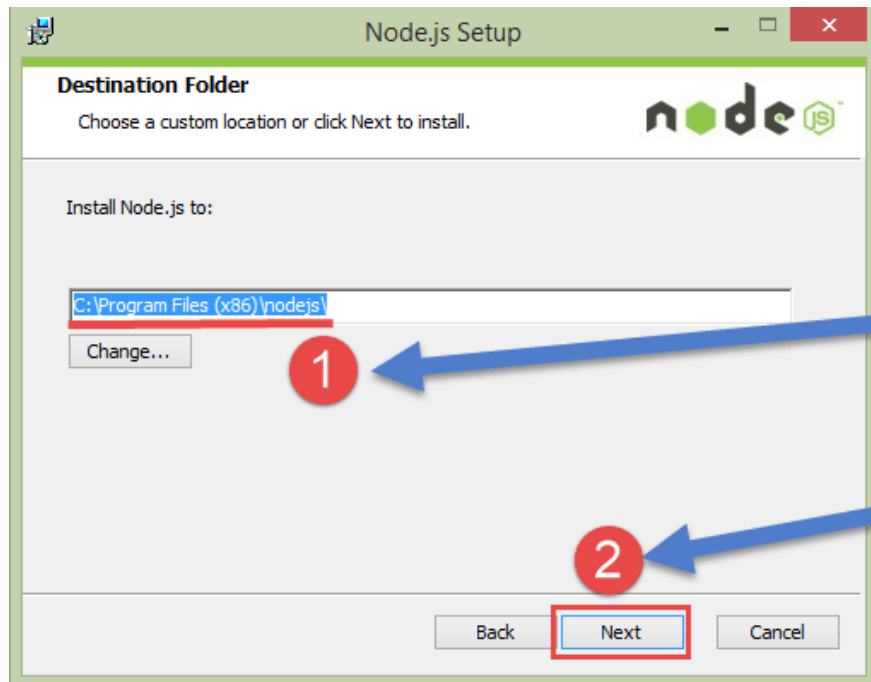 Node.js Setup
Destination Folder
Choose a custom location or click Next to install.
node JS
Install Node.js to:
C:\Program Files (x86)\nodejs\
Change...
1
2
Back Next Cancel